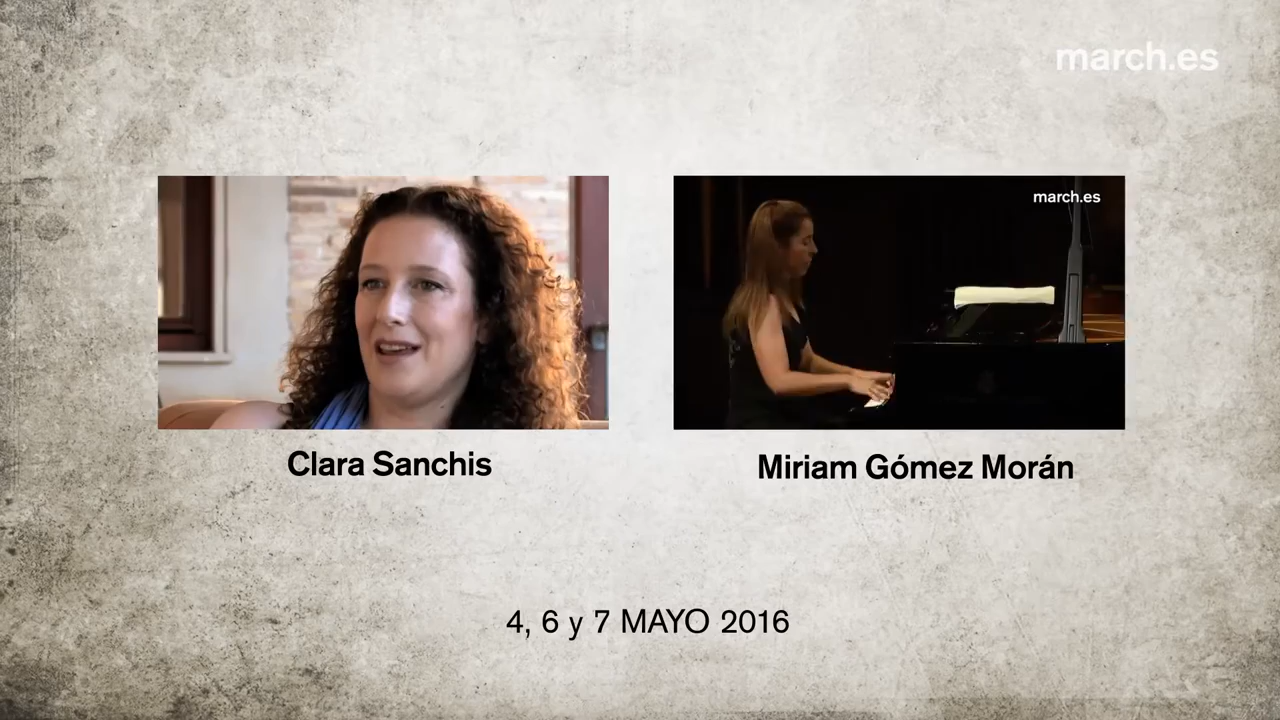 march.es
march.es
Clara Sanchis
Miriam Gómez Morán
4, 6 y 7 MAYO 2016